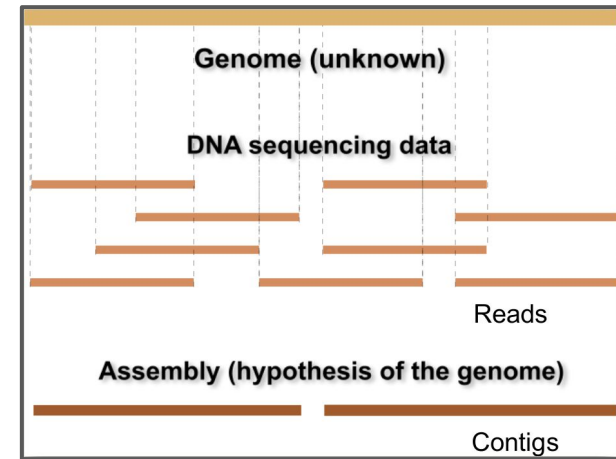 Genome (unknown)
DNA sequencing data
Reads
Assembly (hypothesis of the genome)
Contigs